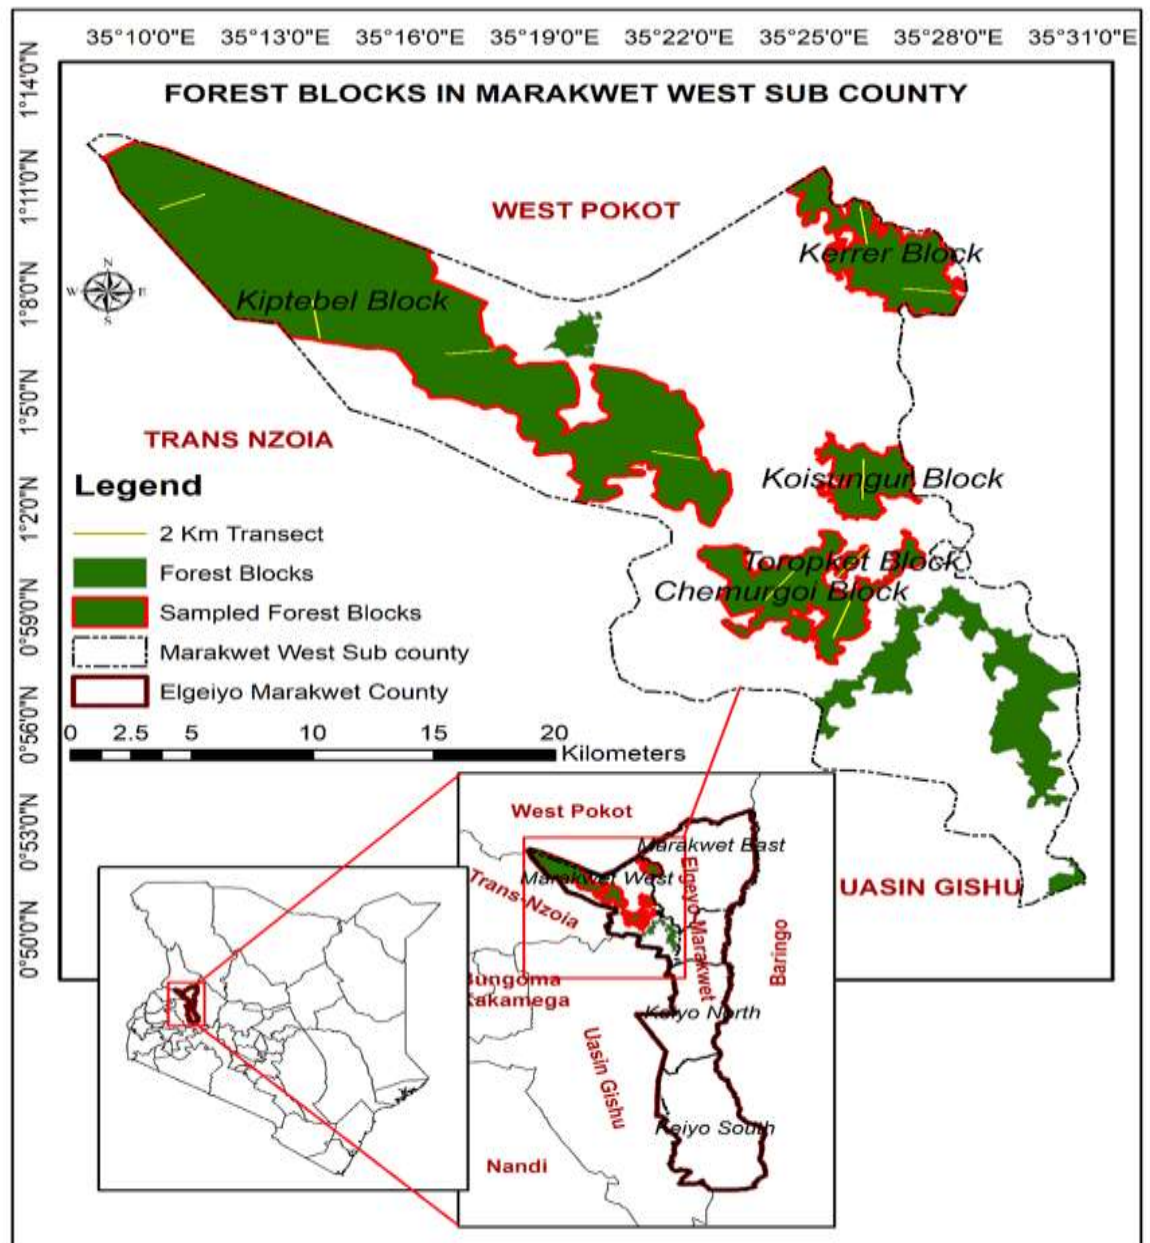 35°10'0"E 35°13'0"E 35°16'0"E 35°19'0"E 35°22'0"E 35°25'0"E 35°28'0"E 35°31'0"E
1°14'0"N
1°11'0"N
1°8'0"N
1°5'0"N
1°2'0"N
0°59'0"N
0°56'0"N
0°53'0"N
0°50'0"N
FOREST BLOCKS IN MARAKWET WEST SUB COUNTY
WEST POKOT
Kerrer Block
N
W E
S
Kiptebel Block
TRANS NZOIA
Koisungur Block
Toropket Block
Chemurgoi Block
Legend
2 Km Transect
Forest Blocks
Sampled Forest Blocks
Marakwet West Sub county
Elgeiyo Marakwet County
0 2.5 5 10 15 20
Kilometers
UASIN GISHU
West Pokot
Marakwet East
Marakwet West
Trans-Nzoia
Elgeyo-Marakwet
Baringo
Bungoma
Kakamega
Keiyo North
Uasin Gishu
Keiyo South
Nandi